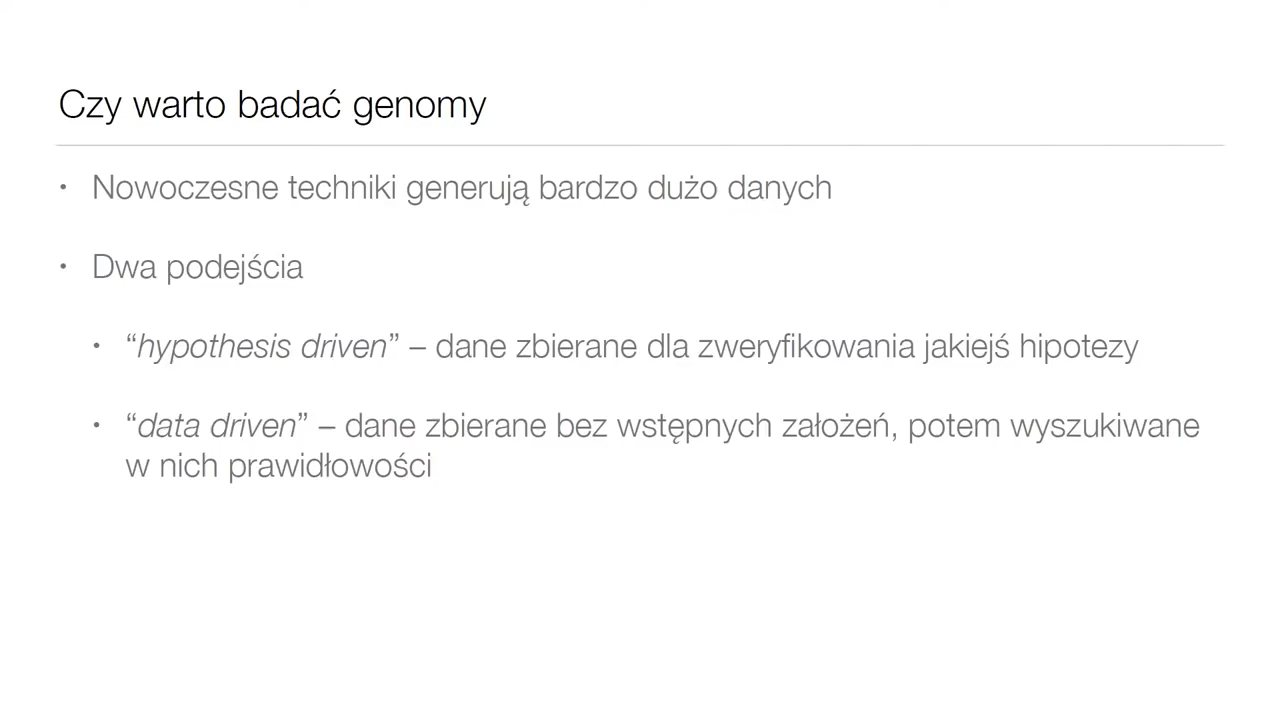 Czy warto badać genomy
• Nowoczesne techniki generują bardzo dużo danych
• Dwa podejścia
• “hypothesis driven” – dane zbierane dla zweryfikowania jakiejś hipotezy
• “data driven” – dane zbierane bez wstępnych założeń, potem wyszukiwane
w nich prawidłowości